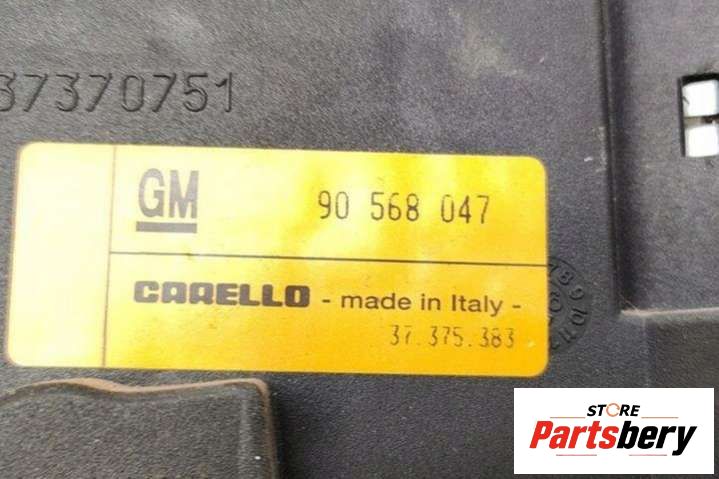 37370751
GM 90 568 047
CARELLO - made in Italy -
37.375.383
STORE
Partsbery